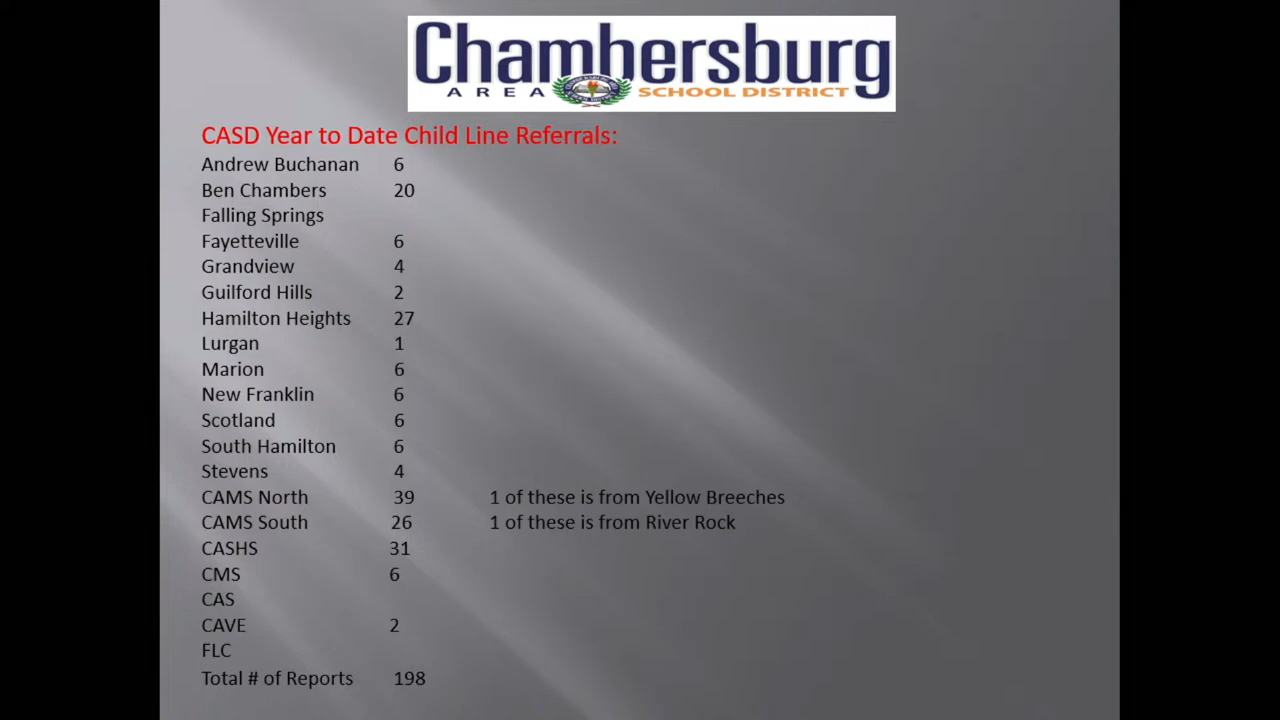 Chambersburg
AREA SCHOOL DISTRICT
CASD Year to Date Child Line Referrals:
Andrew Buchanan 6
Ben Chambers 20
Falling Springs
Fayetteville 6
Grandview 4
Guilford Hills 2
Hamilton Heights 27
Lurgan 1
Marion 6
New Franklin 6
Scotland 6
South Hamilton 6
Stevens 4
CAMS North 39 1 of these is from Yellow Breeches
CAMS South 26 1 of these is from River Rock
CASHS 31
CMS 6
CAS
CAVE 2
FLC
Total # of Reports 198